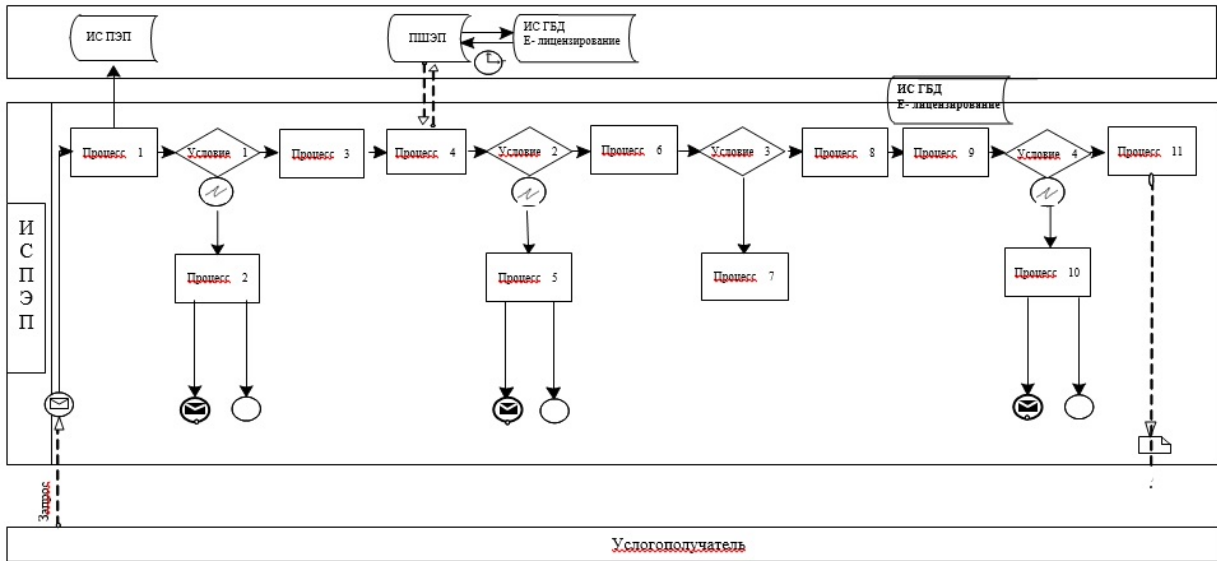 ИС ПЭП
ПШЭП
ИС ГБД
Е- лицензирование
ИС ГБД
Е- лицензирование
Процесс 1
Условие 1
Процесс 3
Процесс 4
Условие 2
Процесс 6
Условие 3
Процесс 8
Процесс 9
Условие 4
Процесс 11
И
С
П
Э
П
Процесс 2
Процесс 5
Процесс 7
Процесс 10
Запрос
Услогополучатель